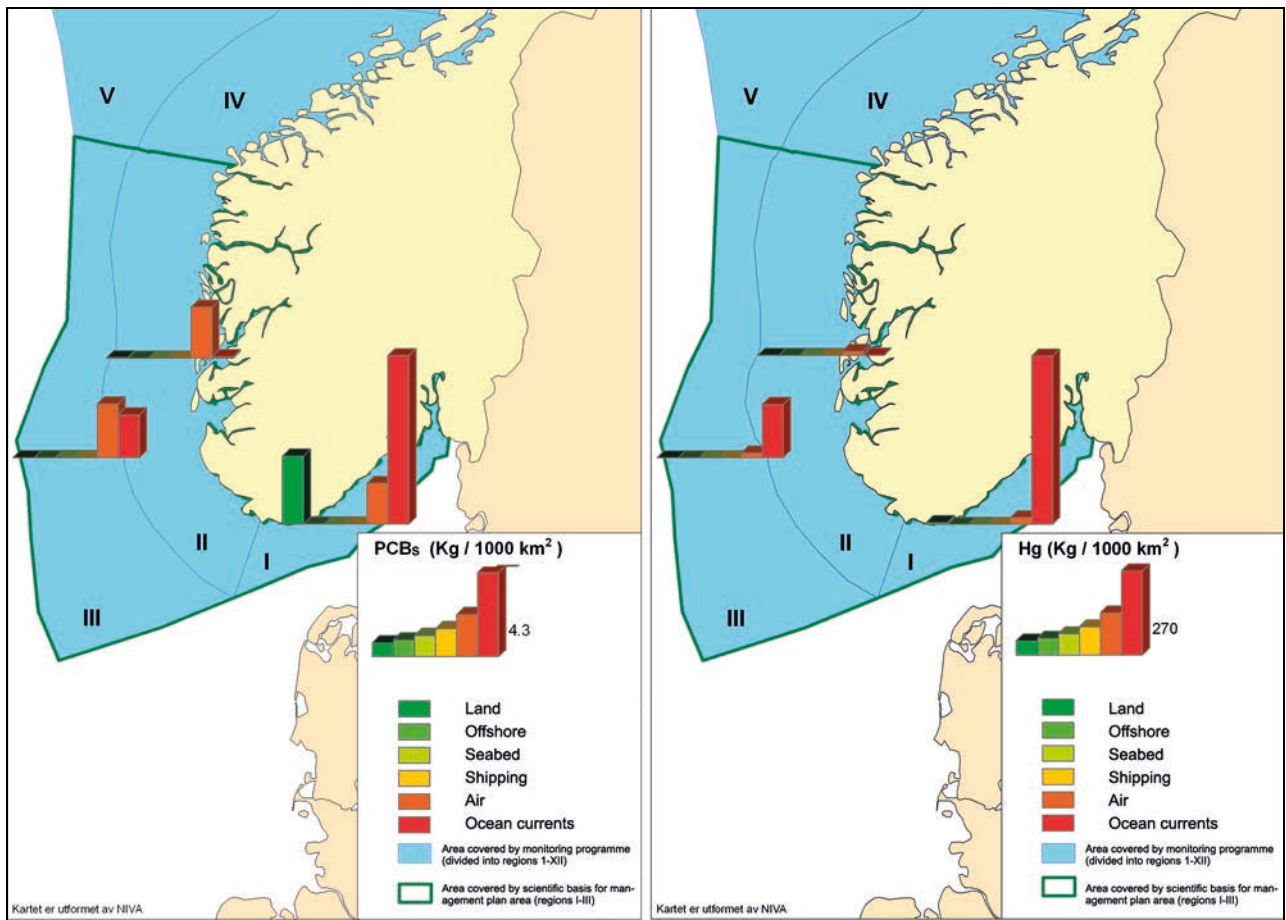 V
IV
II
I
III
PCBs (Kg / 1000 km²)
4.3
Land
Offshore
Seabed
Shipping
Air
Ocean currents
Area covered by monitoring programme
(divided into regions 1-XII)
Area covered by scientific basis for man-
agement plan area (regions I-III)
Kartet er utformet av NIVA
V
IV
II
I
III
Hg (Kg / 1000 km²)
270
Land
Offshore
Seabed
Shipping
Air
Ocean currents
Area covered by monitoring programme
(divided into regions 1-XII)
Area covered by scientific basis for man-
agement plan area (regions I-III)
Kartet er utformet av NIVA